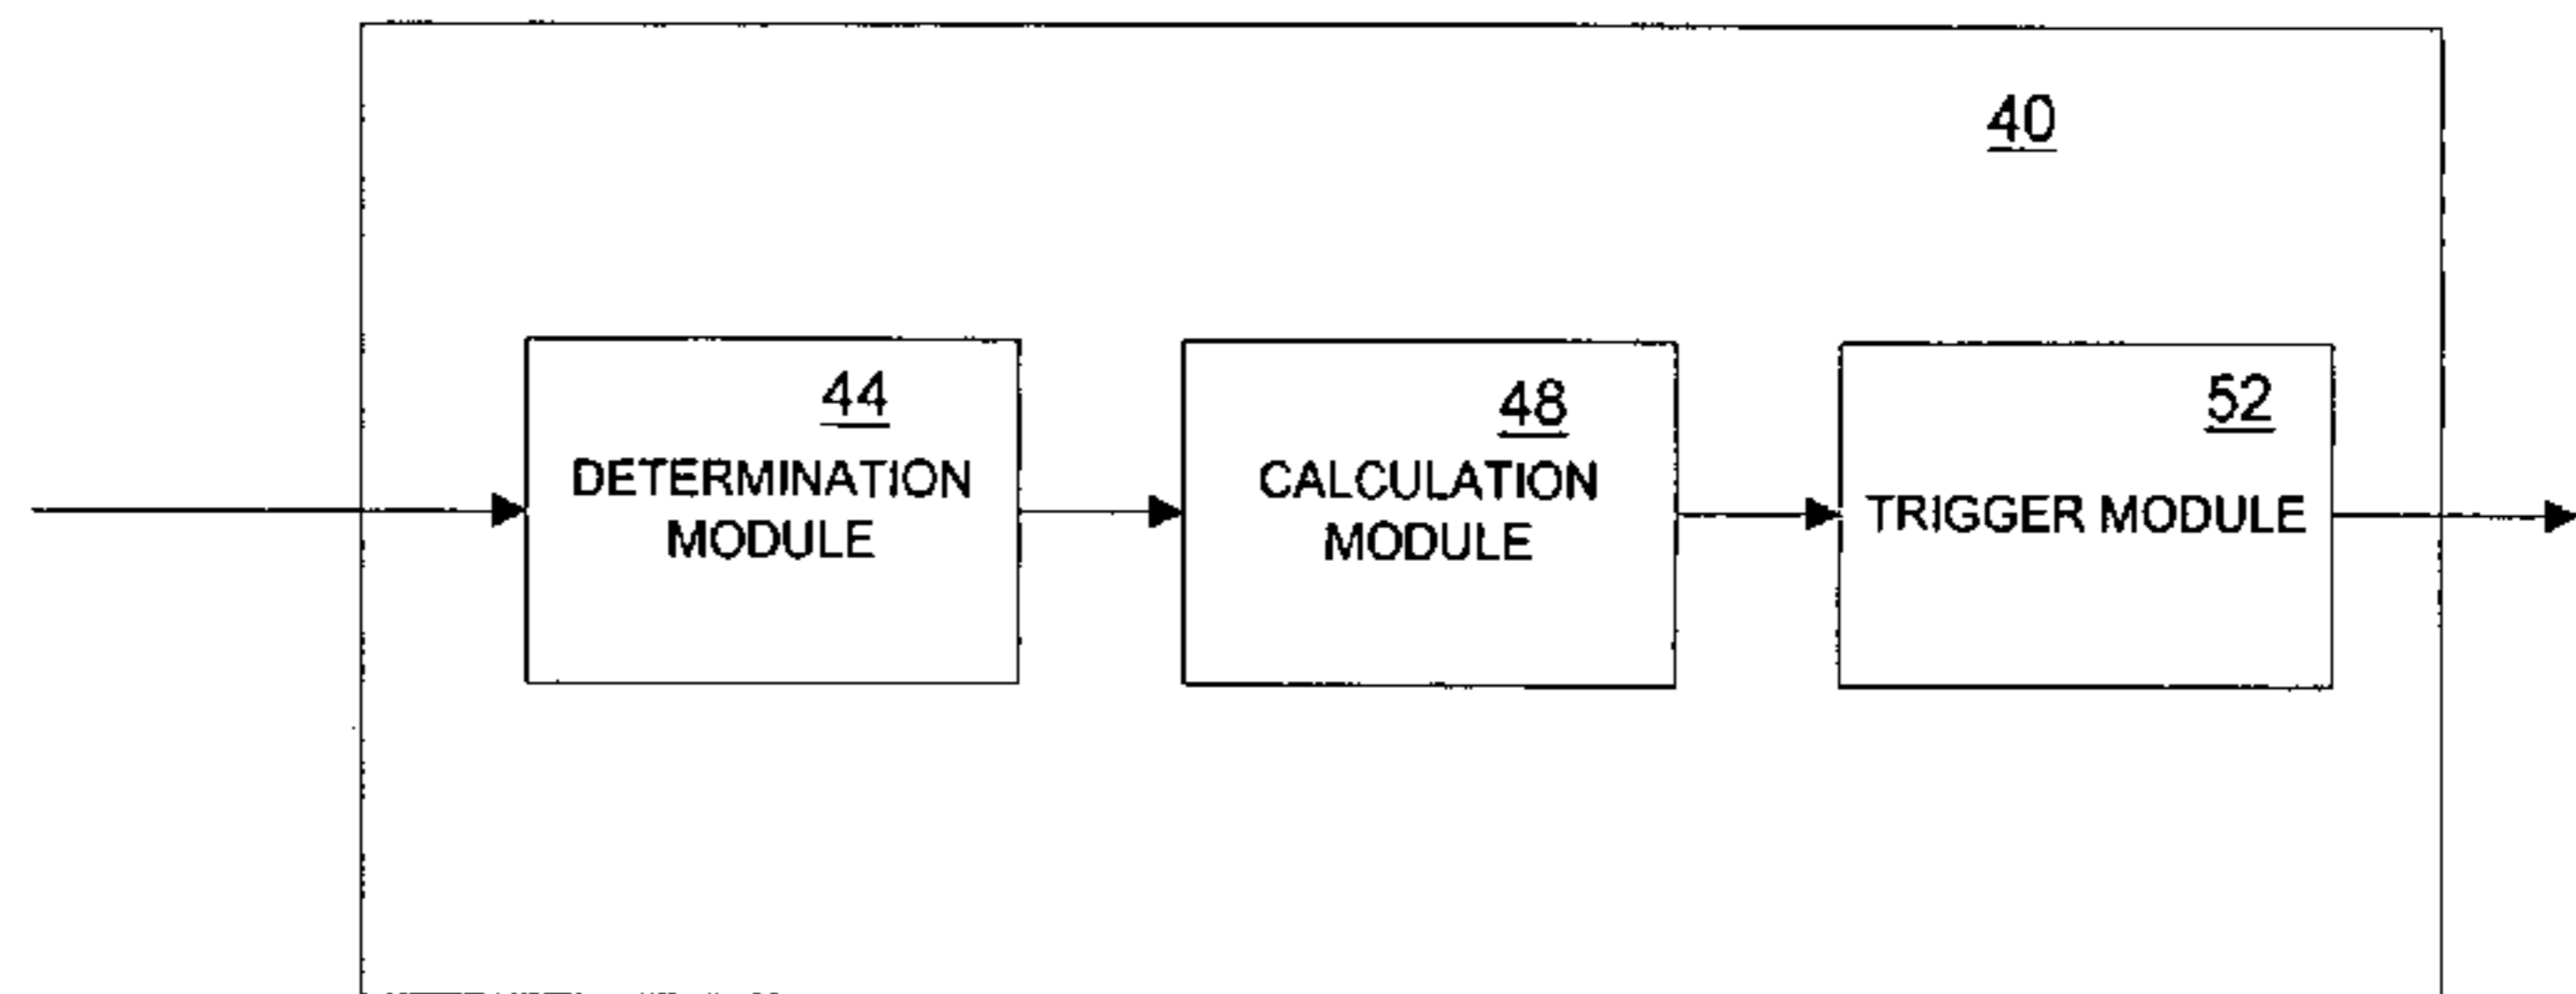 40
44
DETERMINATION
MODULE
48
CALCULATION
MODULE
52
TRIGGER MODULE